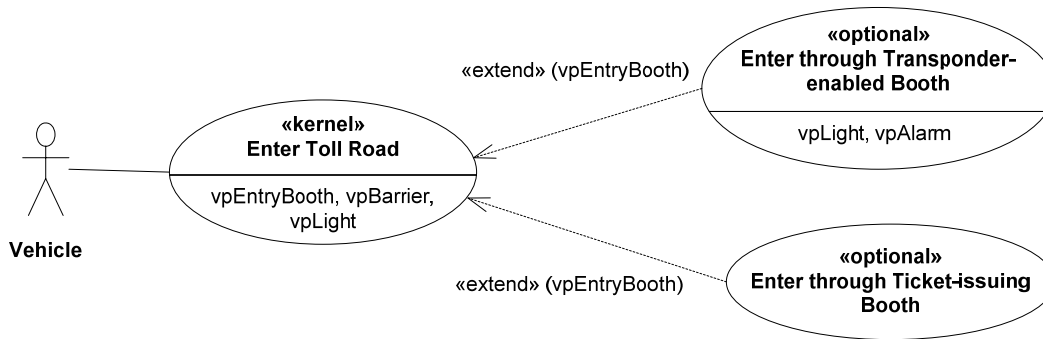 «optional»
Enter through Transponder-
enabled Booth
vpLight, vpAlarm
«extend» (vpEntryBooth)
«kernel»
Enter Toll Road
vpEntryBooth, vpBarrier,
vpLight
Vehicle
«extend» (vpEntryBooth)
«optional»
Enter through Ticket-issuing
Booth